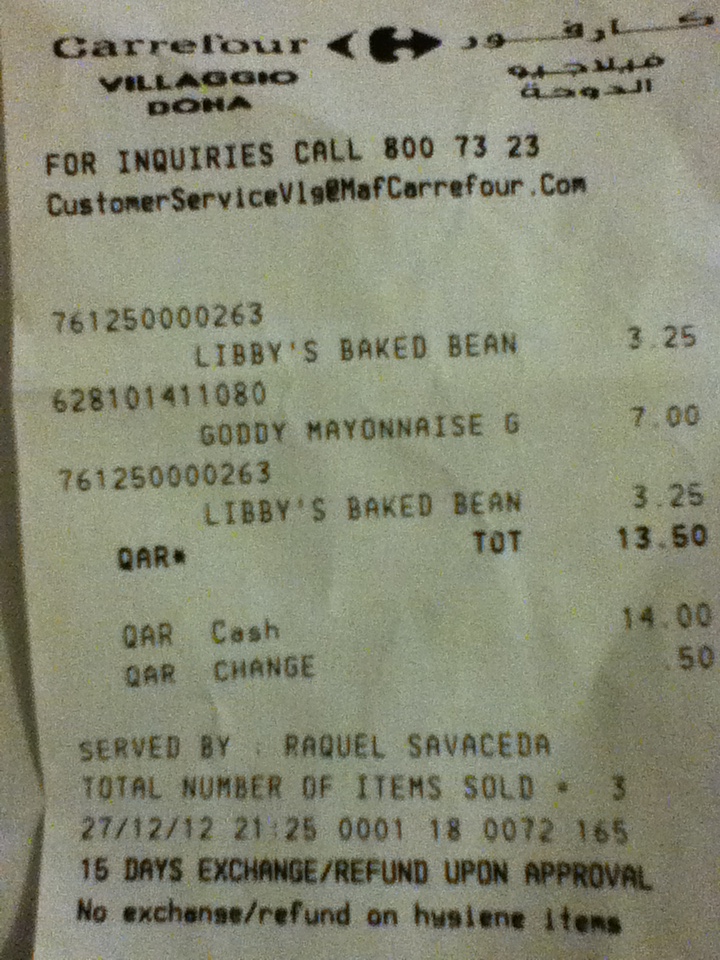 Carrefour كارفور
VILLAGGIO فيلاجيو
DOHA الدوحة
FOR INQUIRIES CALL 800 73 23
CustomerServiceVlg@MafCarrefour.Com
761250000263
LIBBY'S BAKED BEAN 3.25
628101411080
GODDY MAYONNAISE G 7.00
761250000263
LIBBY'S BAKED BEAN 3.25
QAR* TOT 13.50
QAR Cash 14.00
QAR CHANGE .50
SERVED BY : RAQUEL SAVACEDA
TOTAL NUMBER OF ITEMS SOLD = 3
27/12/12 21:25 0001 18 0072 165
15 DAYS EXCHANGE/REFUND UPON APPROVAL
No exchange/refund on hygiene items